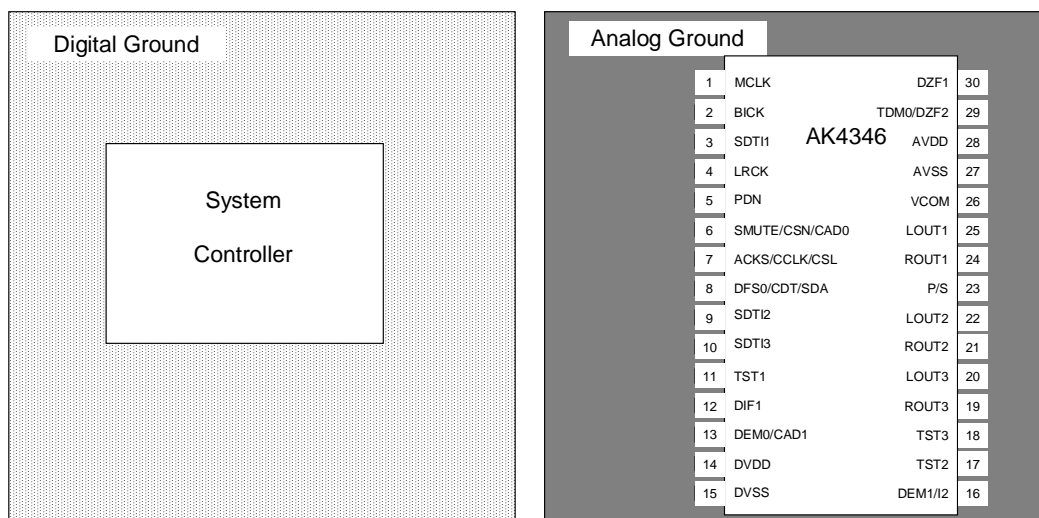 Digital Ground
System
Controller
Analog Ground
AK4346
1 MCLK DZF1 30
2 BICK TDM0/DZF2 29
3 SDTI1 AVDD 28
4 LRCK AVSS 27
5 PDN VCOM 26
6 SMUTE/CSN/CAD0 LOUT1 25
7 ACKS/CCLK/CSL ROUT1 24
8 DFS0/CDT/SDA P/S 23
9 SDTI2 LOUT2 22
10 SDTI3 ROUT2 21
11 TST1 LOUT3 20
12 DIF1 ROUT3 19
13 DEM0/CAD1 TST3 18
14 DVDD TST2 17
15 DVSS DEM1/I2 16